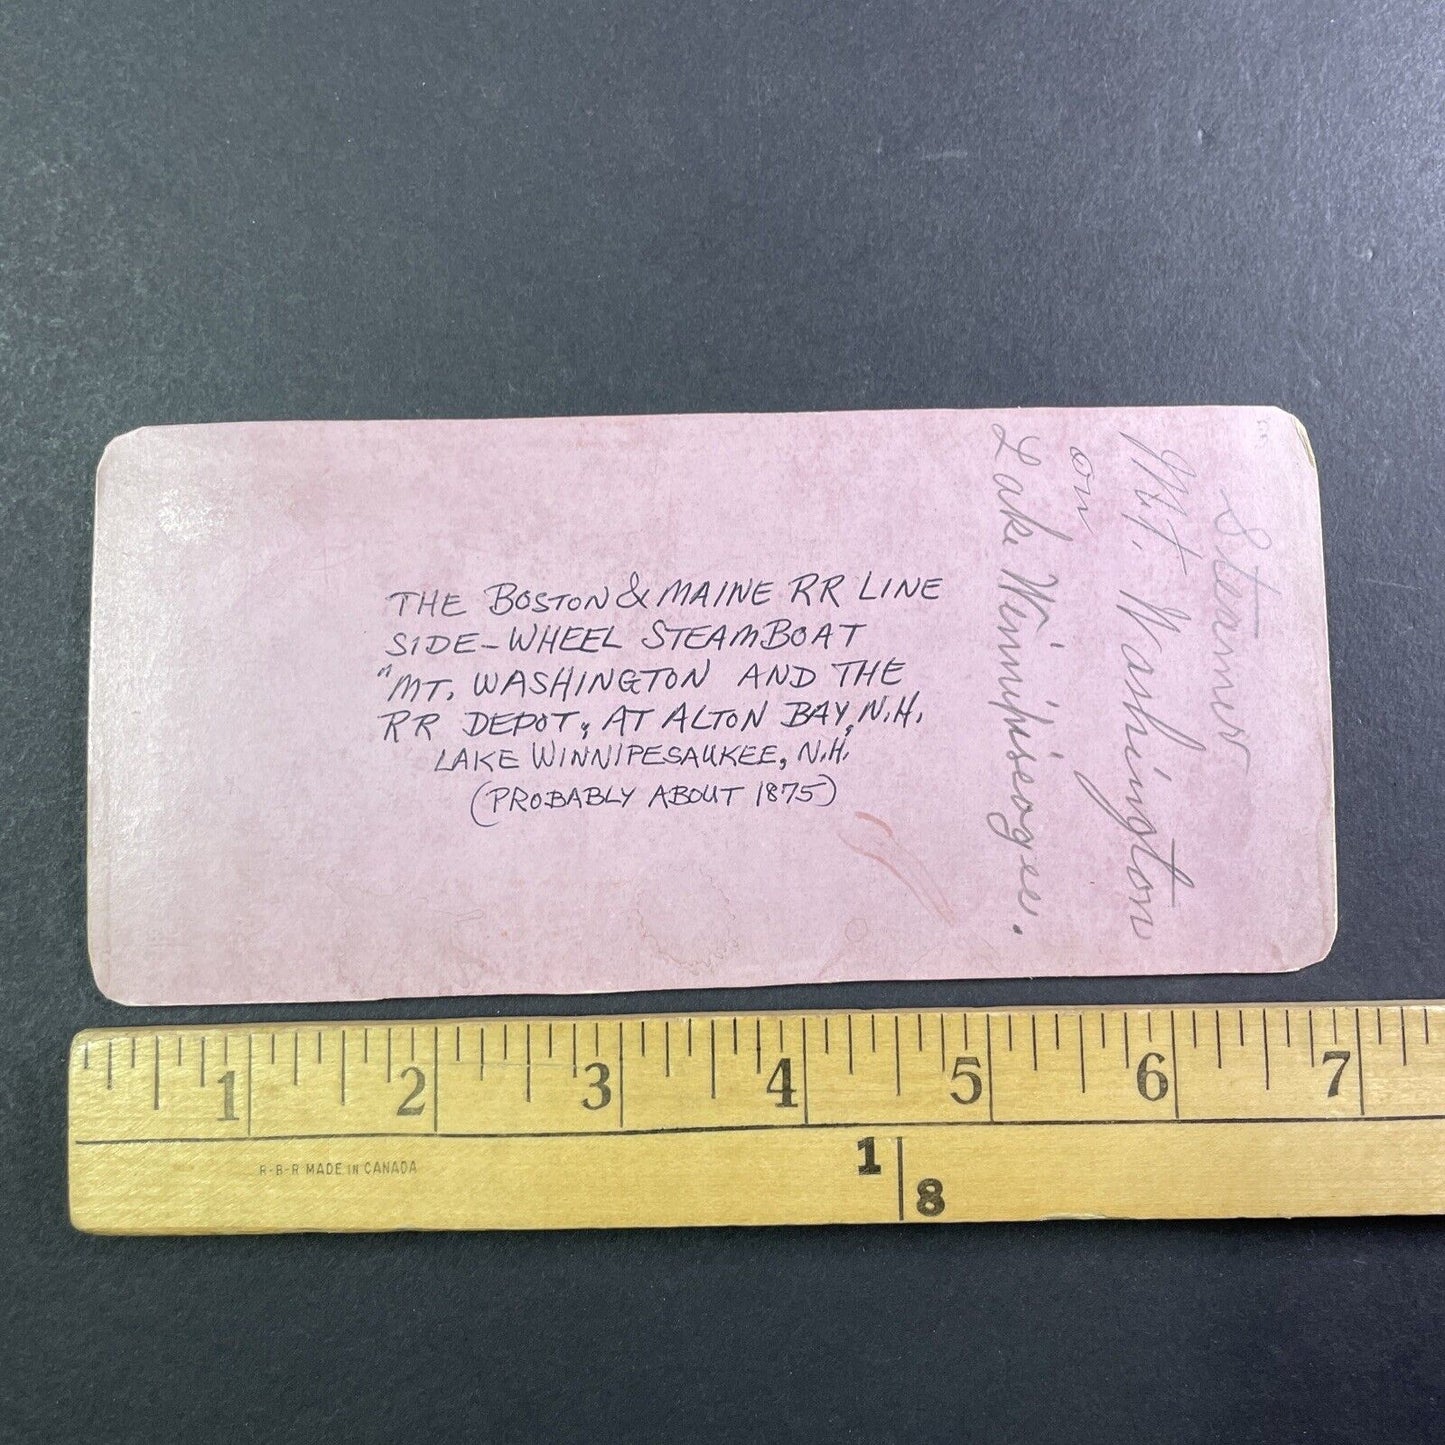 THE BOSTON & MAINE RR LINE
SIDE-WHEEL STEAMBOAT
"MT. WASHINGTON AND THE
RR DEPOT, AT ALTON BAY, N.H.
LAKE WINNIPESAUKEE, N.H.
(PROBABLY ABOUT 1875)
Steamer
Mt. Washington
on
Lake Winnipiseogee.
1 2 3 4 5 6 7
R-B-R MADE IN CANADA
1
8